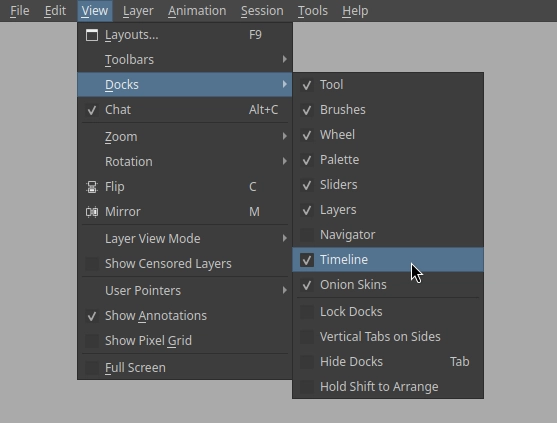 File Edit View Layer Animation Session Tools Help
Layouts... F9
Toolbars
Docks
Chat Alt+C
Zoom
Rotation
Flip C
Mirror M
Layer View Mode
Show Censored Layers
User Pointers
Show Annotations
Show Pixel Grid
Full Screen
Tool
Brushes
Wheel
Palette
Sliders
Layers
Navigator
Timeline
Onion Skins
Lock Docks
Vertical Tabs on Sides
Hide Docks Tab
Hold Shift to Arrange